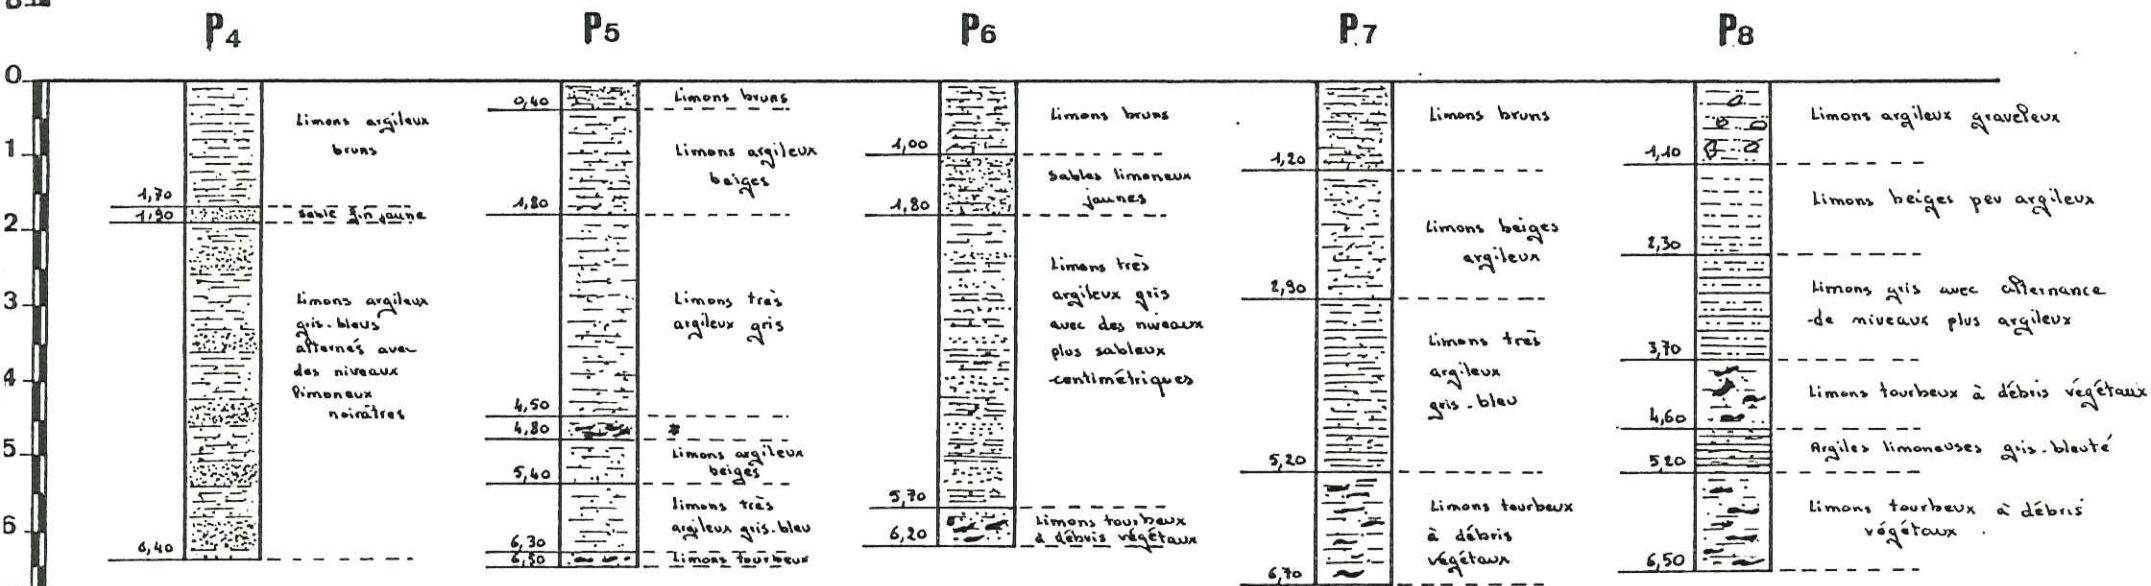 P4
P5
P6
P7
P8
0
1
2
3
4
5
6
Limons argileux
bruns
1,70
sable fin jaune
1,90
Limons argileux
gris-bleus
alternés avec
des niveaux
limoneux
noirâtres
6,40
Limons bruns
0,40
Limons argileux
beiges
1,80
Limons très
argileux gris
4,50
*
4,80
Limons argileux
beiges
5,40
Limons très
argileux gris-bleu
6,30
Limons tourbeux
6,50
Limons bruns
1,00
Sables limoneux
jaunes
1,80
Limons très
argileux gris
avec des niveaux
plus sableux
centimétriques
5,70
Limons tourbeux
à débris végétaux
6,20
Limons bruns
1,20
Limons beiges
argileux
2,90
Limons très
argileux
gris-bleu
5,20
Limons tourbeux
à débris
végétaux
6,70
Limons argileux graveleux
1,10
Limons beiges peu argileux
2,30
Limons gris avec alternance
de niveaux plus argileux
3,70
Limons tourbeux à débris végétaux
4,60
Argiles limoneuses gris-bleuté
5,20
Limons tourbeux à débris
végétaux
6,50